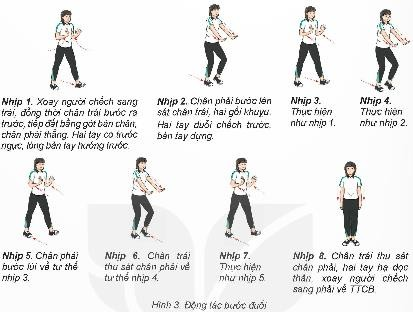 Nhịp 1. Xoay người chếch sang
trái, đồng thời chân trái bước ra
trước, tiếp đất bằng gót bàn chân,
chân phải thẳng. Hai tay co trước
ngực, lòng bàn tay hướng trước.
Nhịp 2. Chân phải bước lên
sát chân trái, hai gối khuỵu.
Hai tay duỗi chếch trước,
bàn tay dựng.
Nhịp 3.
Thực hiện
như nhịp 1.
Nhịp 4.
Thực hiện
như nhịp 2.
Nhịp 5. Chân phải
bước lùi về tư thế
nhịp 3.
Nhịp 6. Chân trái
thu sát chân phải về
tư thế nhịp 4.
Nhịp 7.
Thực hiện
như nhịp 5.
Nhịp 8. Chân trái thu sát
chân phải, hai tay hạ dọc
thân, xoay người chếch
sang phải về TTCB.
Hình 3. Động tác bước đuổi